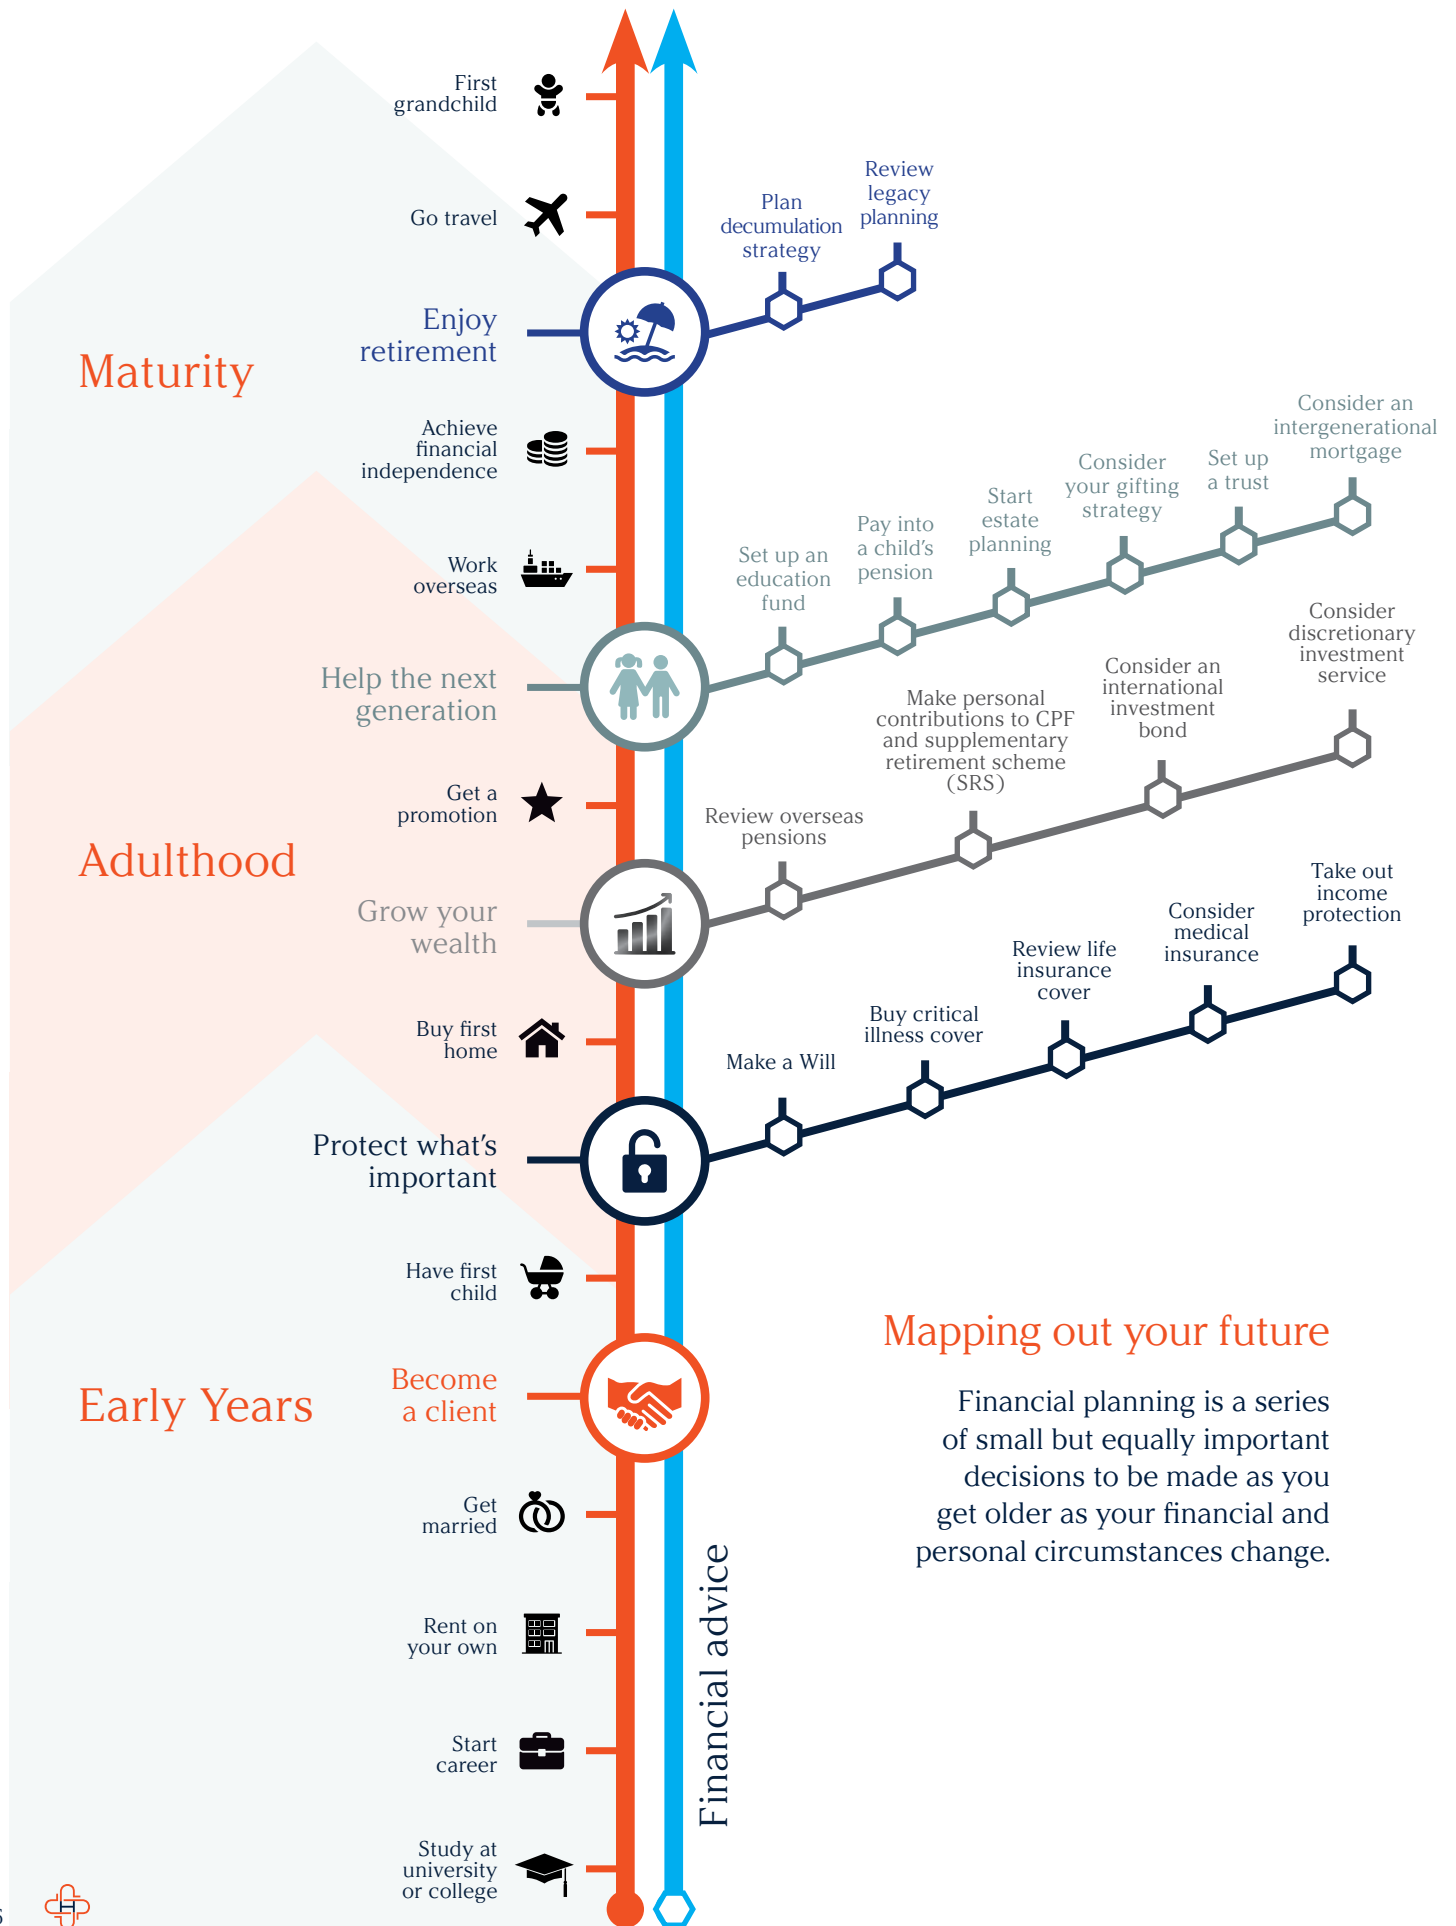 First
grandchild
Go travel
Enjoy
retirement
Maturity
Achieve
financial
independence
Work
overseas
Help the next
generation
Get a
promotion
Adulthood
Grow your
wealth
Buy first
home
Protect what's
important
Have first
child
Become
a client
Early Years
Get
married
Rent on
your own
Start
career
Study at
university
or college
Financial advice
Plan
decumulation
strategy
Review
legacy
planning
Set up an
education
fund
Pay into
a child's
pension
Start
estate
planning
Consider
your gifting
strategy
Set up
a trust
Consider an
intergenerational
mortgage
Review overseas
pensions
Make personal
contributions to CPF
and supplementary
retirement scheme
(SRS)
Consider an
international
investment
bond
Consider
discretionary
investment
service
Make a Will
Buy critical
illness cover
Review life
insurance
cover
Consider
medical
insurance
Take out
income
protection
Mapping out your future
Financial planning is a series
of small but equally important
decisions to be made as you
get older as your financial and
personal circumstances change.
H